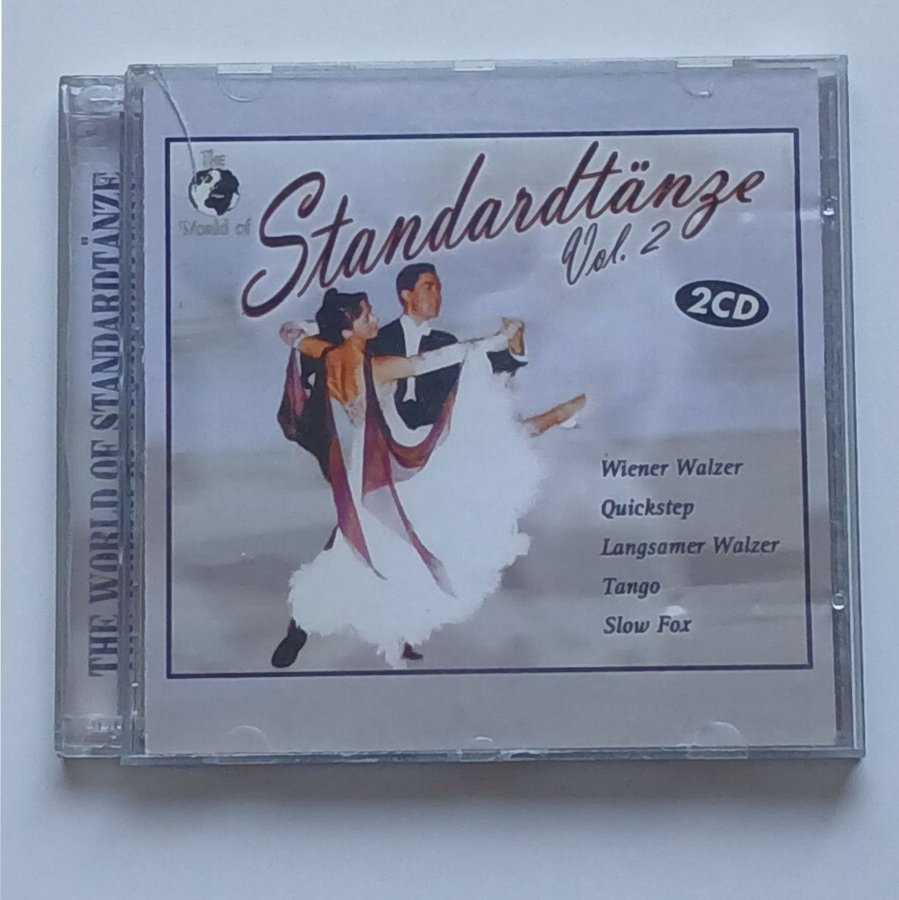 THE WORLD OF STANDARDTÄNZE
The
World of
Standardtänze
Vol. 2
2CD
Wiener Walzer
Quickstep
Langsamer Walzer
Tango
Slow Fox